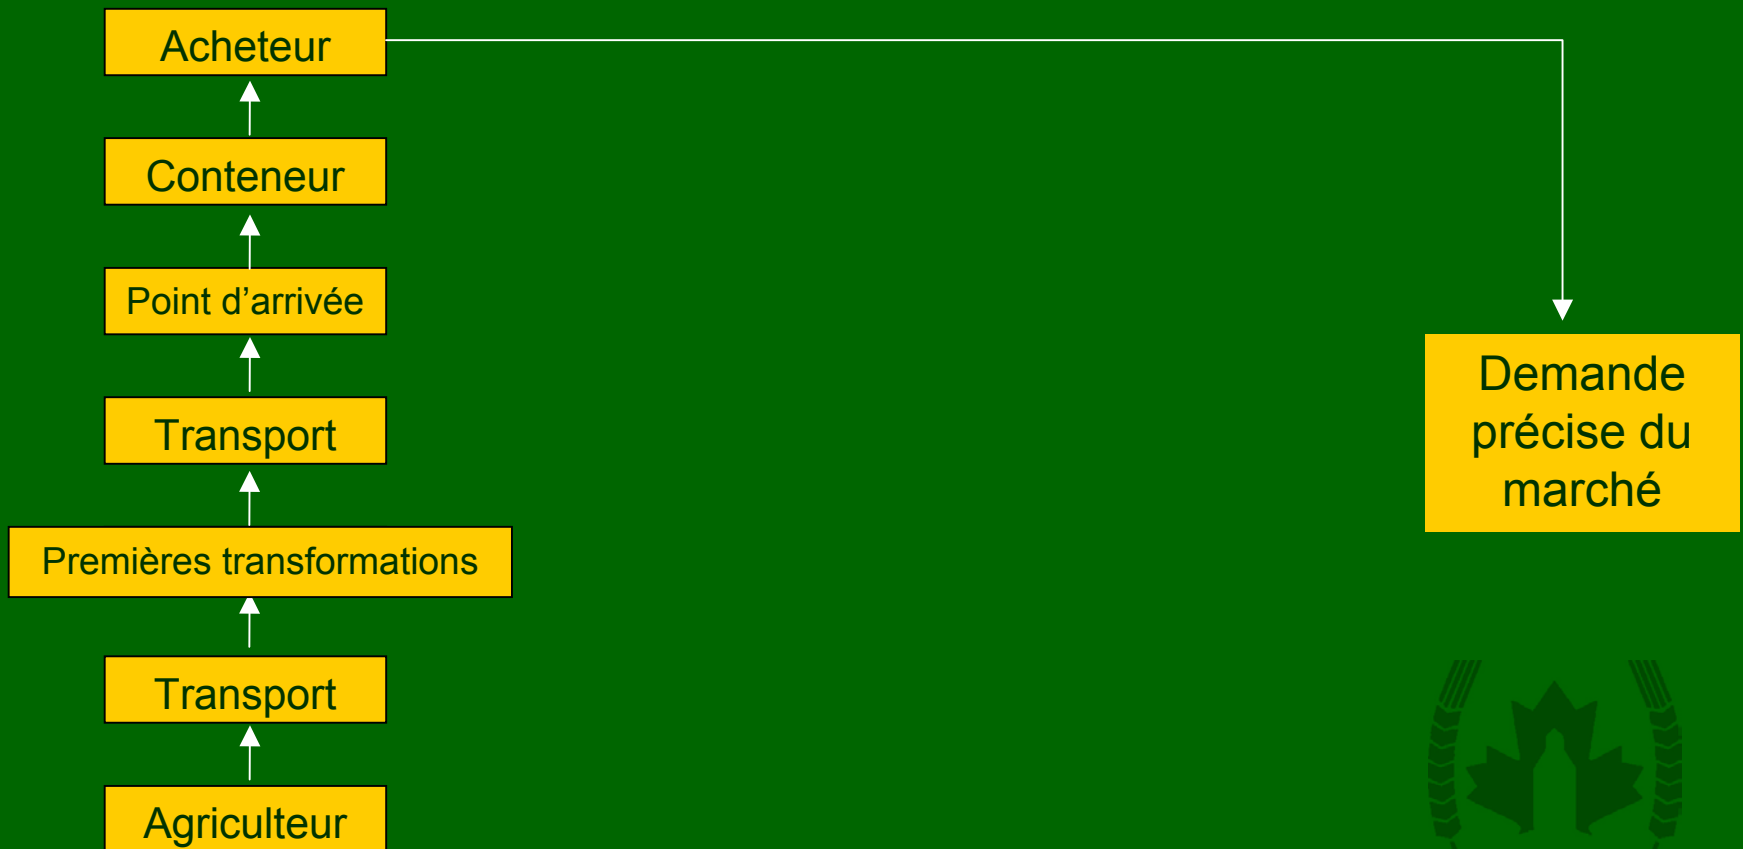 Acheteur
Conteneur
Point d’arrivée
Transport
Premières transformations
Transport
Agriculteur
Demande
précise du
marché